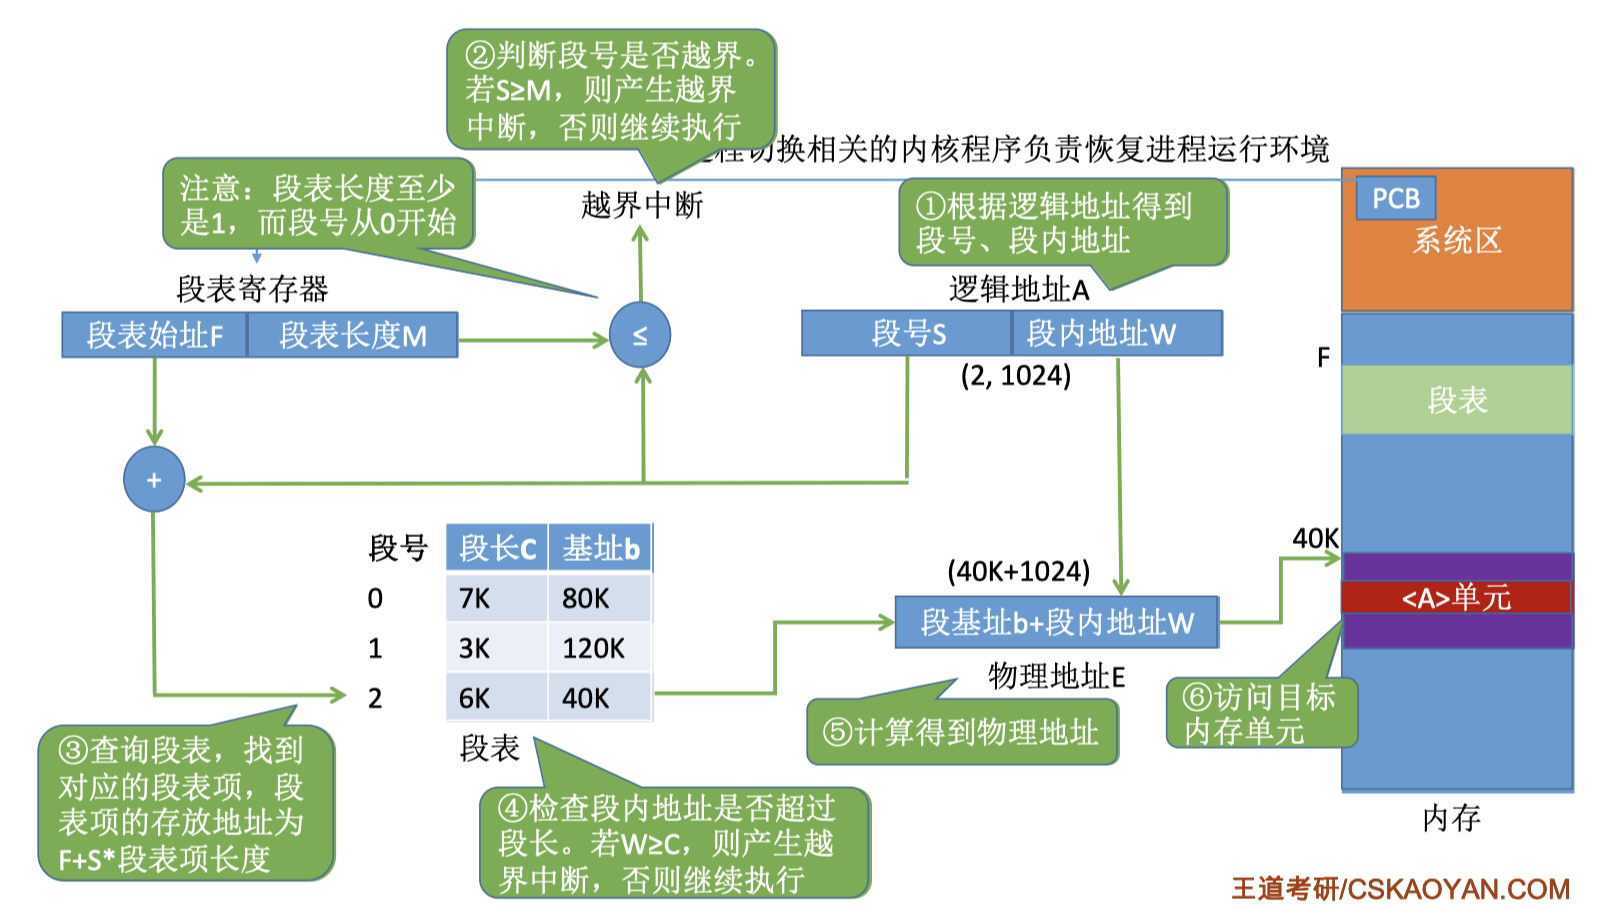 ②判断段号是否越界。
若S≥M，则产生越界
中断，否则继续执行
程切换相关的内核程序负责恢复进程运行环境
注意：段表长度至少
是1，而段号从0开始
越界中断
①根据逻辑地址得到
段号、段内地址
PCB
系统区
段表寄存器
逻辑地址A
段表始址F
段表长度M
≤
段号S
段内地址W
(2, 1024)
F
段表
+
段号
段长C
基址b
0
7K
80K
1
3K
120K
2
6K
40K
段表
(40K+1024)
段基址b+段内地址W
物理地址E
40K
<A>单元
③查询段表，找到
对应的段表项，段
表项的存放地址为
F+S*段表项长度
④检查段内地址是否超过
段长。若W≥C，则产生越
界中断，否则继续执行
⑤计算得到物理地址
⑥访问目标
内存单元
内存
王道考研/CSKAOYAN.COM